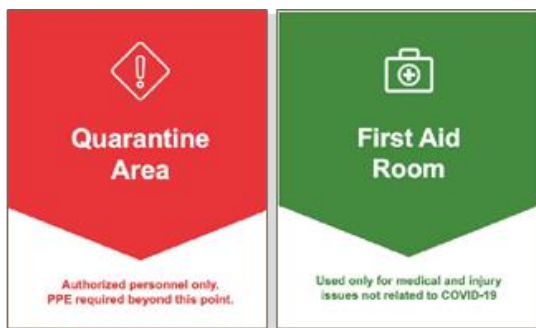 Quarantine
Area
Authorized personnel only.
PPE required beyond this point.
First Aid
Room
Used only for medical and injury
issues not related to COVID-19